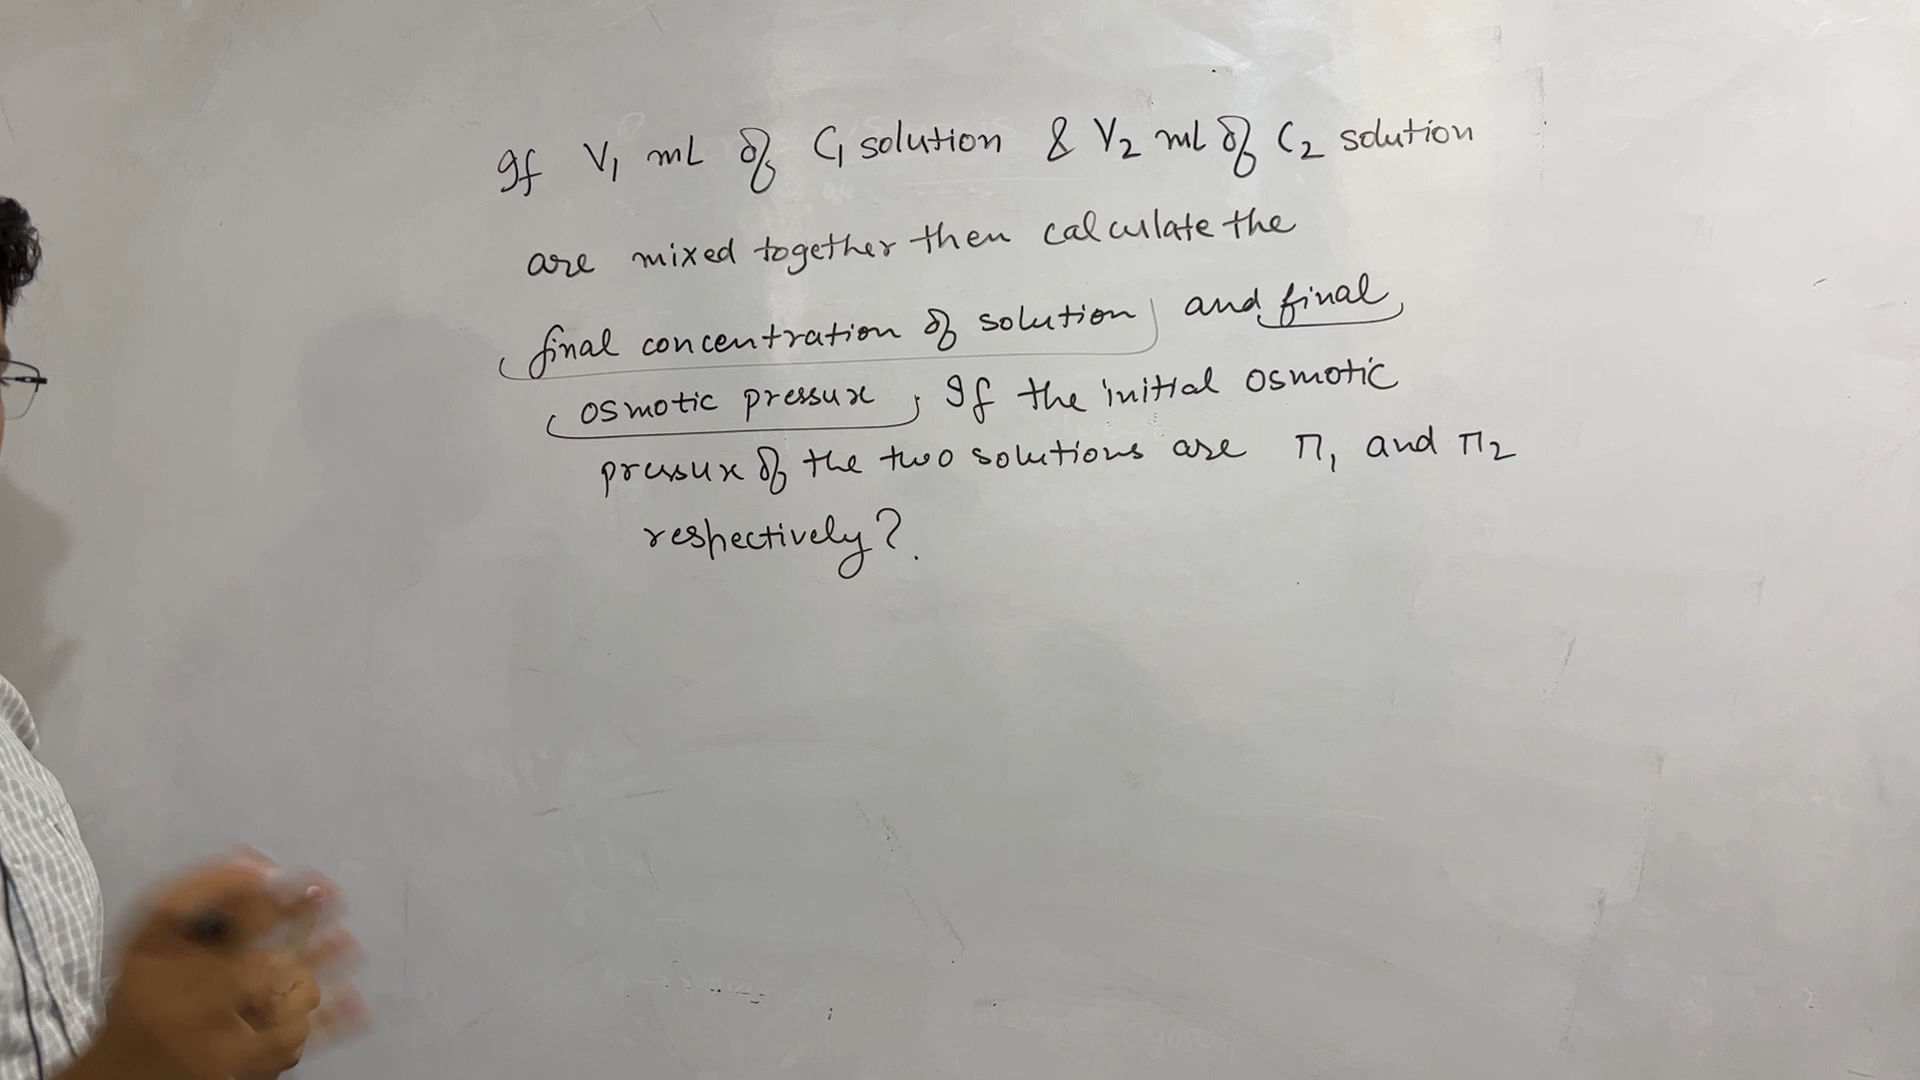 If V₁ mL of C₁ solution & V₂ mL of C₂ solution
are mixed together then calculate the
final concentration of solution and final
osmotic pressure, If the initial osmotic
pressure of the two solutions are π₁ and π₂
respectively?